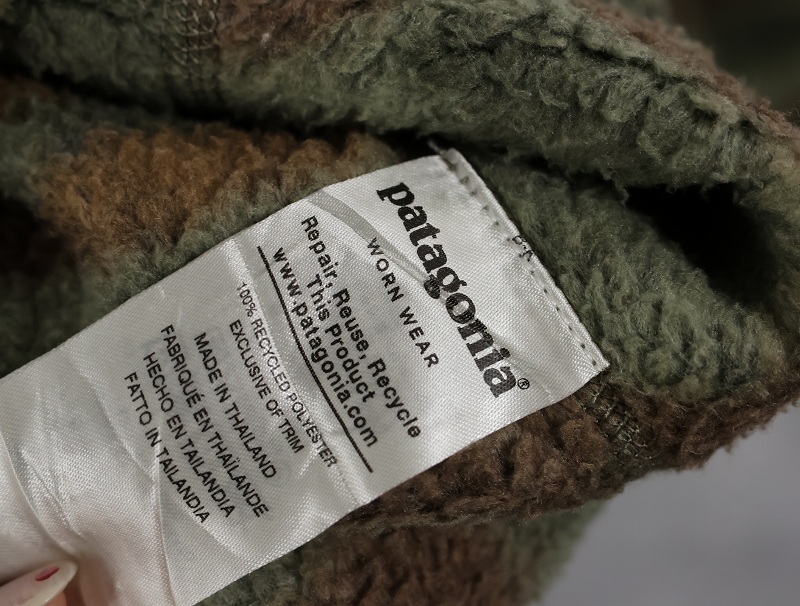 patagonia®
WORN WEAR
Repair, Reuse, Recycle
This Product
www.patagonia.com
100% RECYCLED POLYESTER
EXCLUSIVE OF TRIM
MADE IN THAILAND
FABRIQUÉ EN THAÏLANDE
HECHO EN TAILANDIA
FATTO IN TAILANDIA